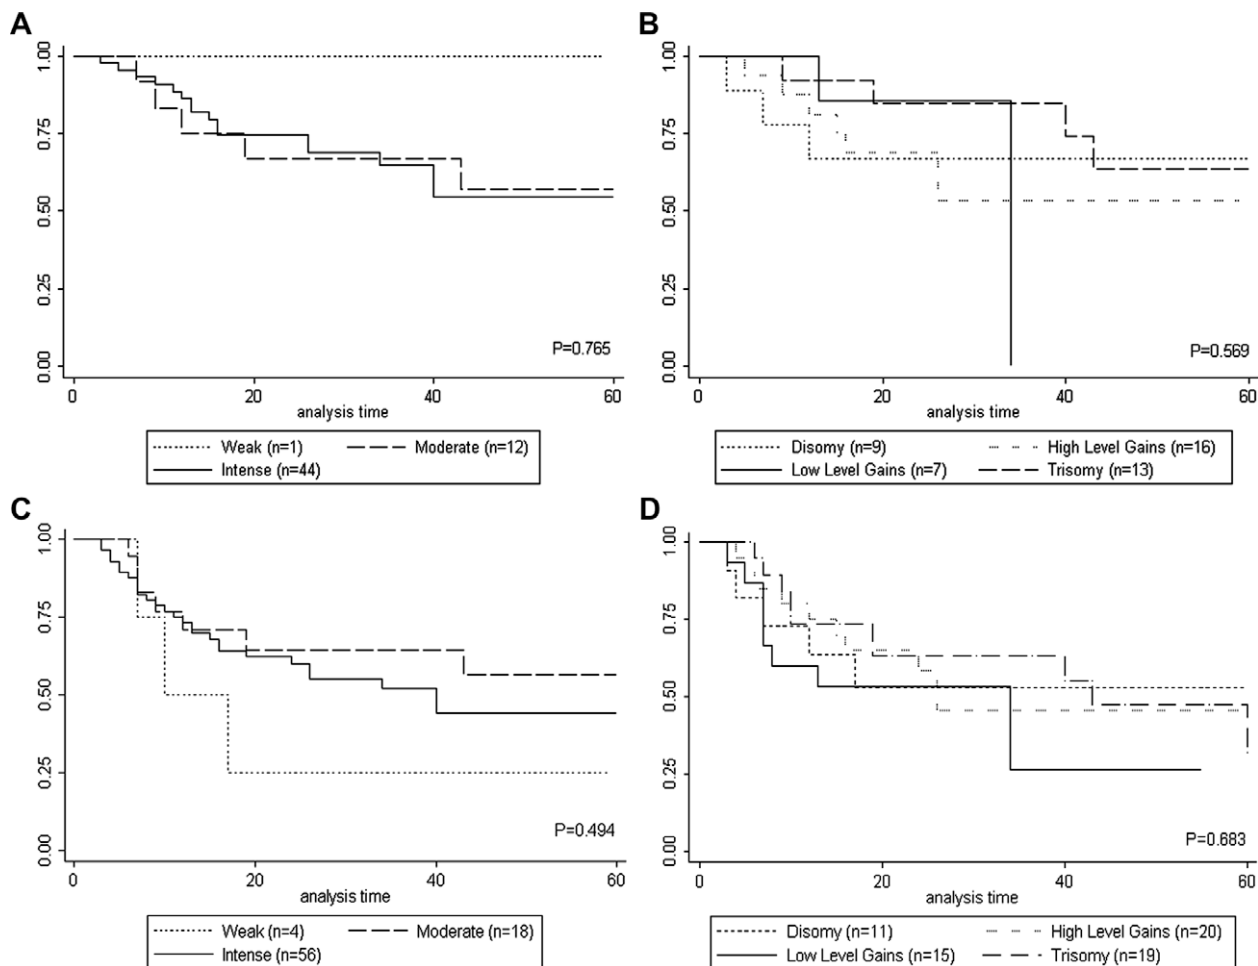 A
1.00
0.75
0.50
0.25
0.00
P=0.765
0 20 40 60
analysis time
Weak (n=1) Moderate (n=12)
Intense (n=44)
B
1.00
0.75
0.50
0.25
0.00
P=0.569
0 20 40 60
analysis time
Disomy (n=9) High Level Gains (n=16)
Low Level Gains (n=7) Trisomy (n=13)
C
1.00
0.75
0.50
0.25
0.00
P=0.494
0 20 40 60
analysis time
Weak (n=4) Moderate (n=18)
Intense (n=56)
D
1.00
0.75
0.50
0.25
0.00
P=0.683
0 20 40 60
analysis time
Disomy (n=11) High Level Gains (n=20)
Low Level Gains (n=15) Trisomy (n=19)